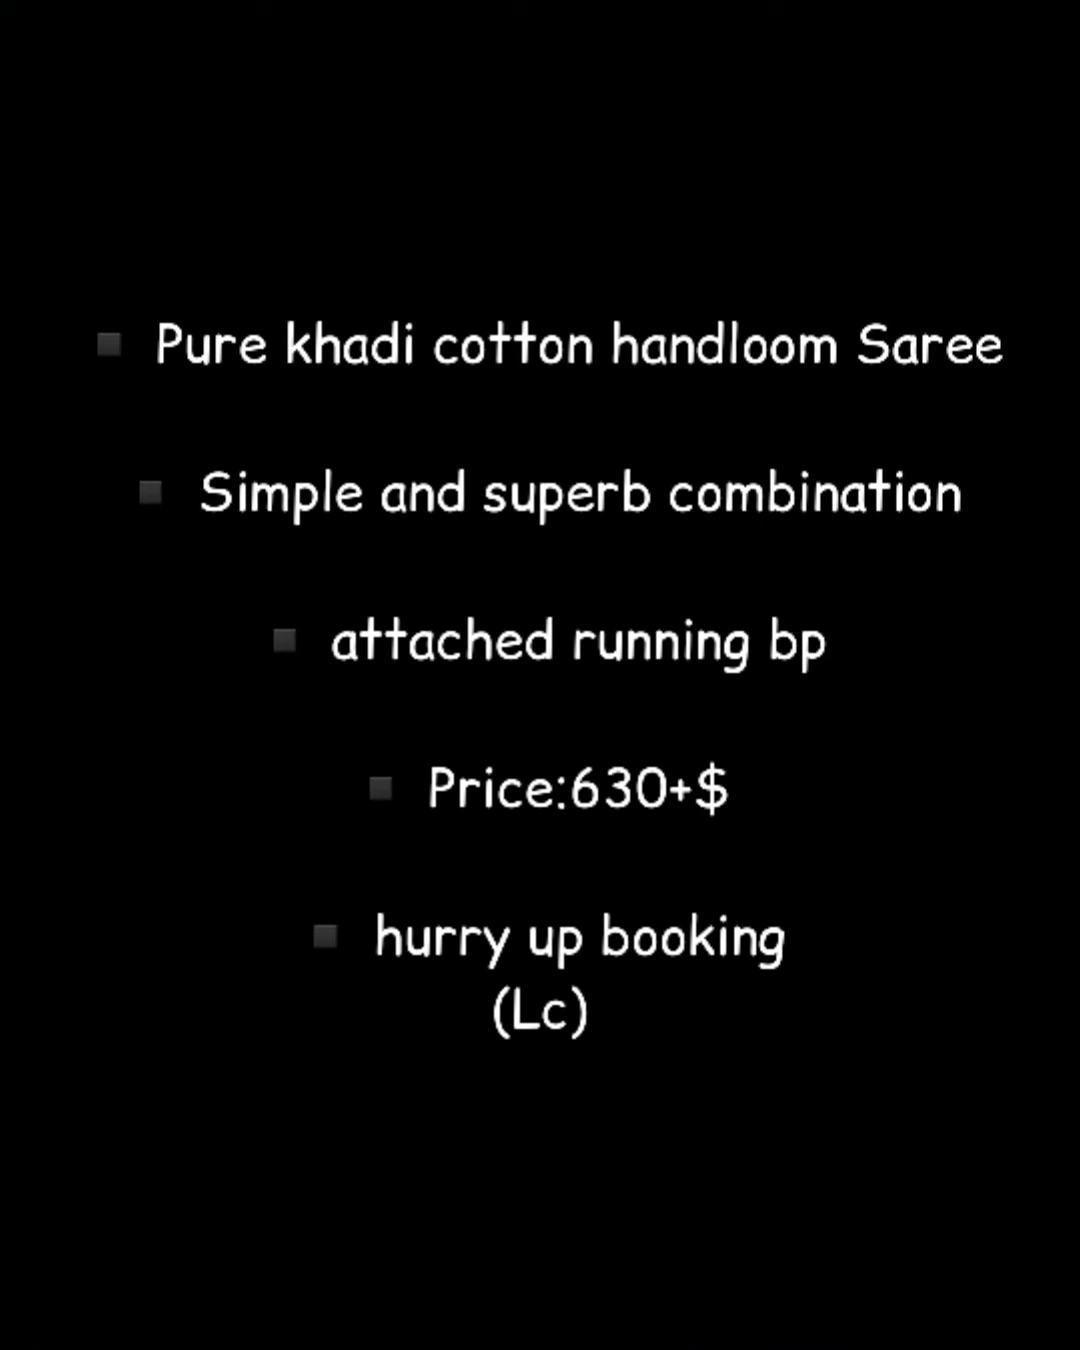 ▪ Pure khadi cotton handloom Saree
▪ Simple and superb combination
▪ attached running bp
▪ Price:630+$
▪ hurry up booking
(Lc)